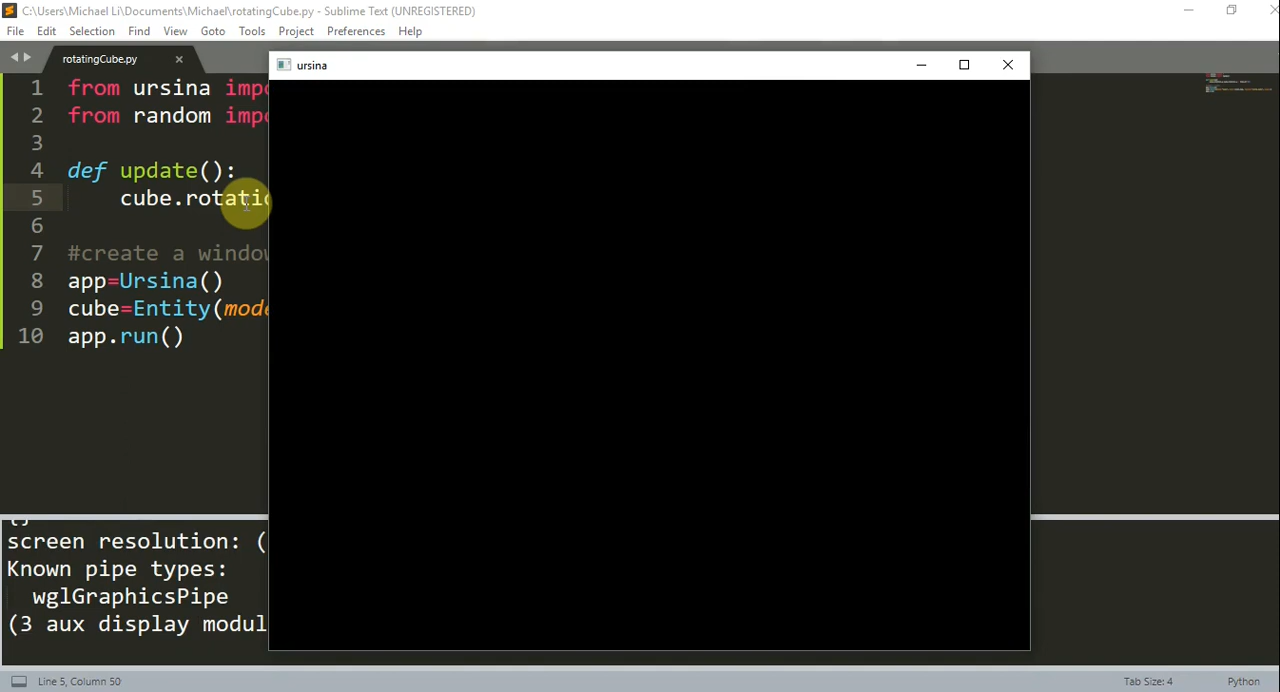 C:\Users\Michael Li\Documents\Michael\rotatingCube.py - Sublime Text (UNREGISTERED)
File Edit Selection Find View Goto Tools Project Preferences Help
rotatingCube.py
ursina
1 from ursina impo
2 from random impo
3
4 def update():
5 cube.rotatio
6
7 #create a window
8 app=Ursina()
9 cube=Entity(mode
10 app.run()
screen resolution: (
Known pipe types:
wglGraphicsPipe
(3 aux display modul
Line 5, Column 50
Tab Size: 4
Python